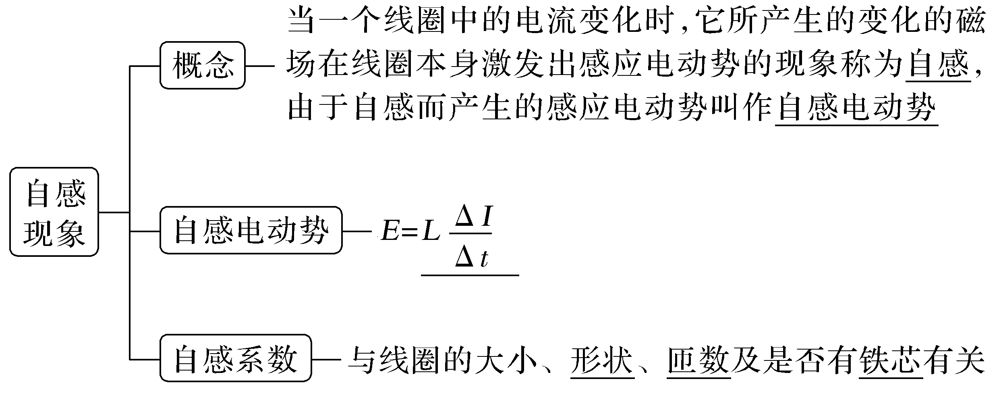 当一个线圈中的电流变化时,它所产生的变化的磁
概念
场在线圈本身激发出感应电动势的现象称为自感,
由于自感而产生的感应电动势叫作自感电动势
自感
现象
自感电动势
E=L ΔI
Δt
自感系数
与线圈的大小、形状、匝数及是否有铁芯有关